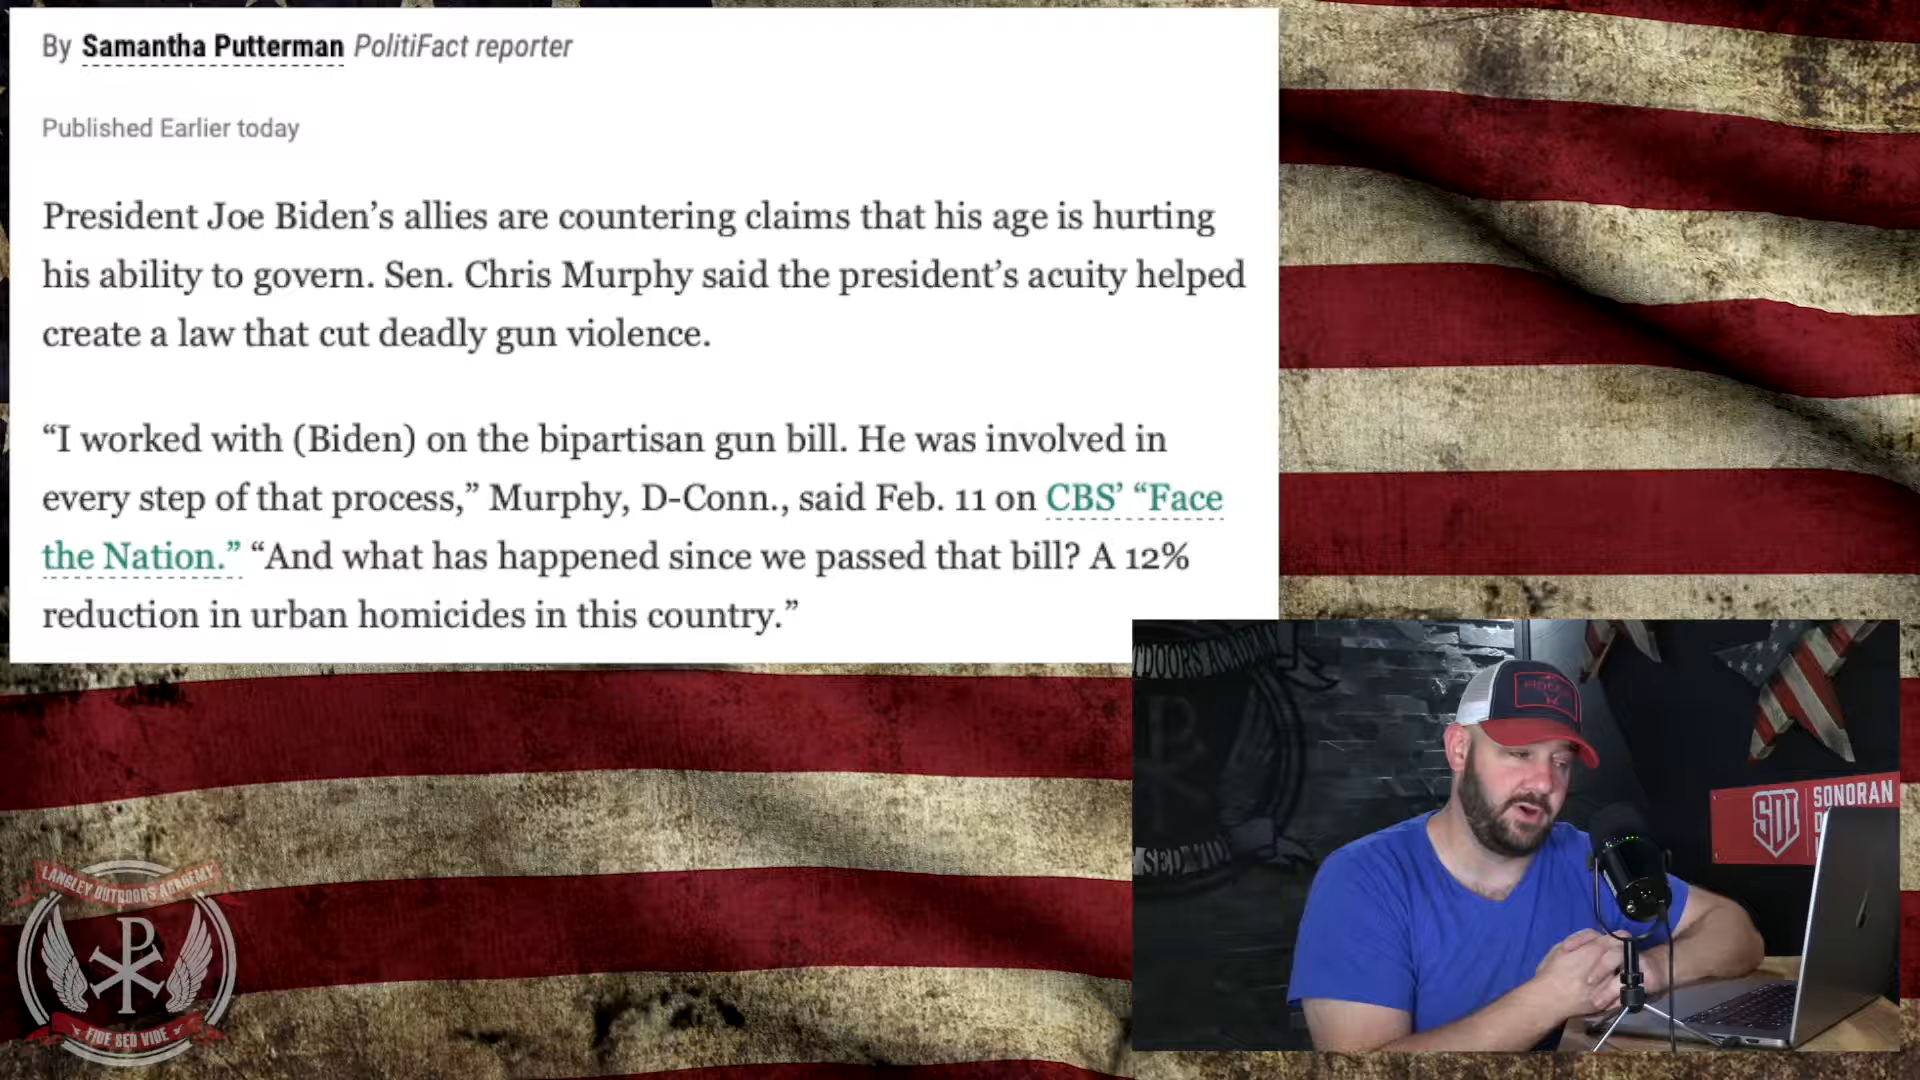 By Samantha Putterman PolitiFact reporter
Published Earlier today
President Joe Biden’s allies are countering claims that his age is hurting
his ability to govern. Sen. Chris Murphy said the president’s acuity helped
create a law that cut deadly gun violence.
“I worked with (Biden) on the bipartisan gun bill. He was involved in
every step of that process,” Murphy, D-Conn., said Feb. 11 on CBS’ “Face
the Nation.” “And what has happened since we passed that bill? A 12%
reduction in urban homicides in this country.”
SDI
SONORAN
LANGLEY OUTDOORS ACADEMY
FIDE SED VIDE